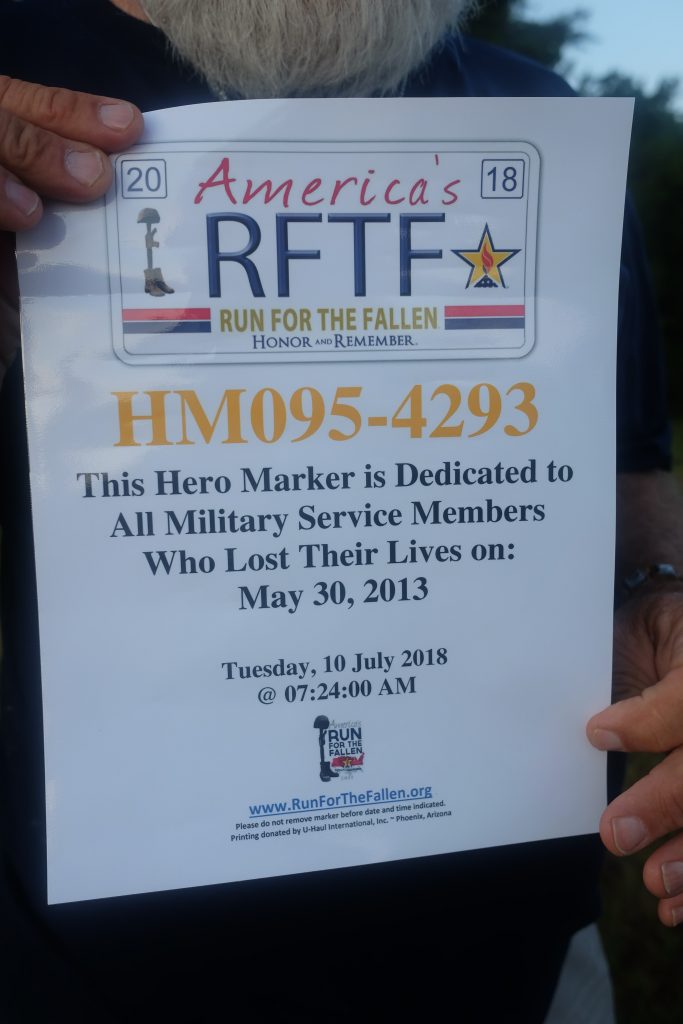 20 America's 18
RFTF
RUN FOR THE FALLEN
HONOR AND REMEMBER
HM095-4293
This Hero Marker is Dedicated to
All Military Service Members
Who Lost Their Lives on:
May 30, 2013
Tuesday, 10 July 2018
@ 07:24:00 AM
America's
RUN
FOR THE
FALLEN
www.RunForTheFallen.org
Please do not remove marker before date and time indicated.
Printing donated by U-Haul International, Inc. ~ Phoenix, Arizona